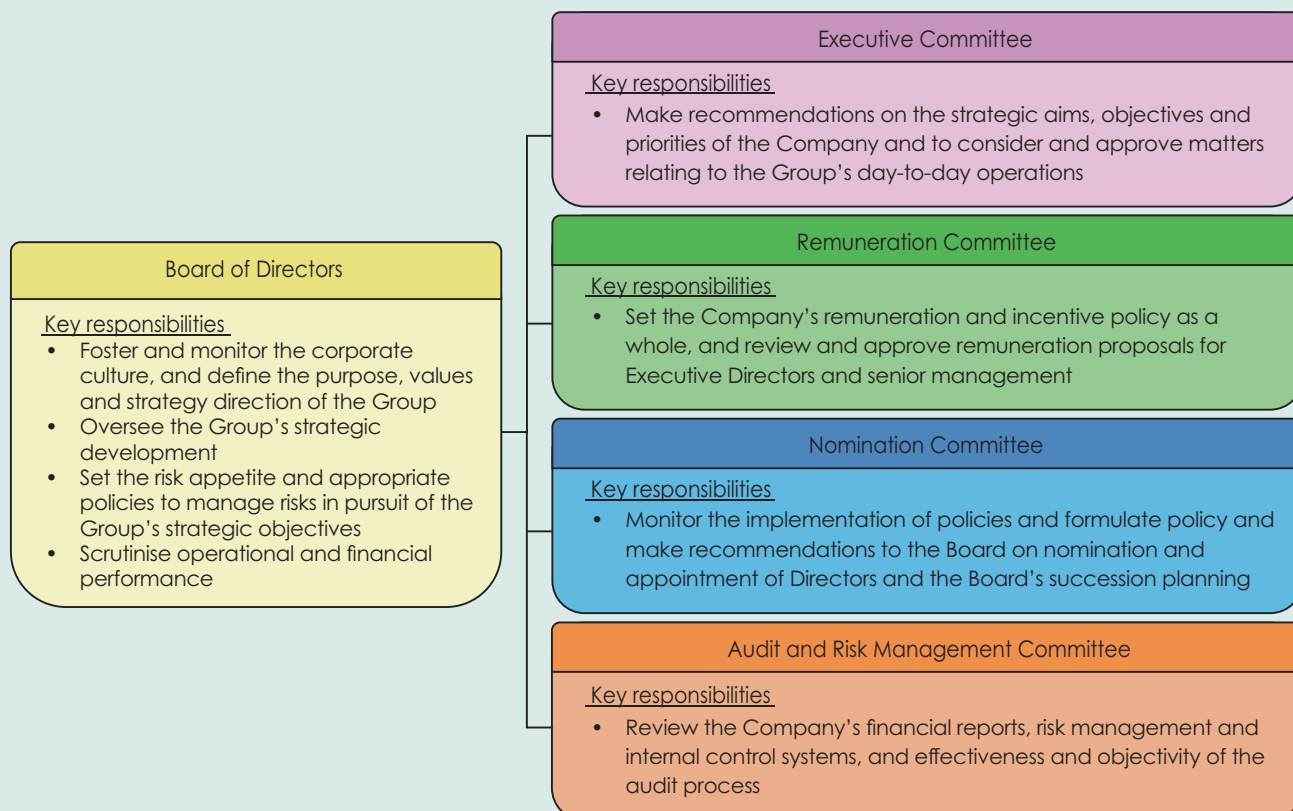 Board of Directors
Key responsibilities
• Foster and monitor the corporate
culture, and define the purpose, values
and strategy direction of the Group
• Oversee the Group’s strategic
development
• Set the risk appetite and appropriate
policies to manage risks in pursuit of the
Group’s strategic objectives
• Scrutinise operational and financial
performance
Executive Committee
Key responsibilities
• Make recommendations on the strategic aims, objectives and
priorities of the Company and to consider and approve matters
relating to the Group’s day-to-day operations
Remuneration Committee
Key responsibilities
• Set the Company’s remuneration and incentive policy as a
whole, and review and approve remuneration proposals for
Executive Directors and senior management
Nomination Committee
Key responsibilities
• Monitor the implementation of policies and formulate policy and
make recommendations to the Board on nomination and
appointment of Directors and the Board’s succession planning
Audit and Risk Management Committee
Key responsibilities
• Review the Company’s financial reports, risk management and
internal control systems, and effectiveness and objectivity of the
audit process